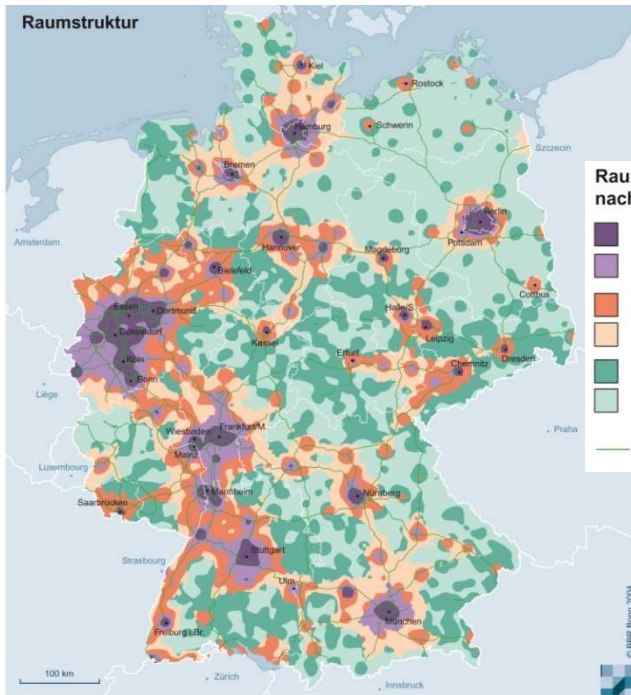 Raumstruktur
Kiel
Rostock
Hamburg
Schwerin
Szczecin
Bremen
Amsterdam
Berlin
Hannover
Potsdam
Magdeburg
Bielefeld
Cottbus
Essen
Dortmund
Halle/S.
Düsseldorf
Leipzig
Kassel
Köln
Erfurt
Dresden
Chemnitz
Bonn
Liège
Frankfurt/M.
Wiesbaden
Praha
Mainz
Luxembourg
Mannheim
Nürnberg
Saarbrücken
Stuttgart
Strasbourg
Ulm
München
Freiburg i.Br.
100 km
Zürich
Innsbruck
Rau
nach
© BBR Bonn 2004